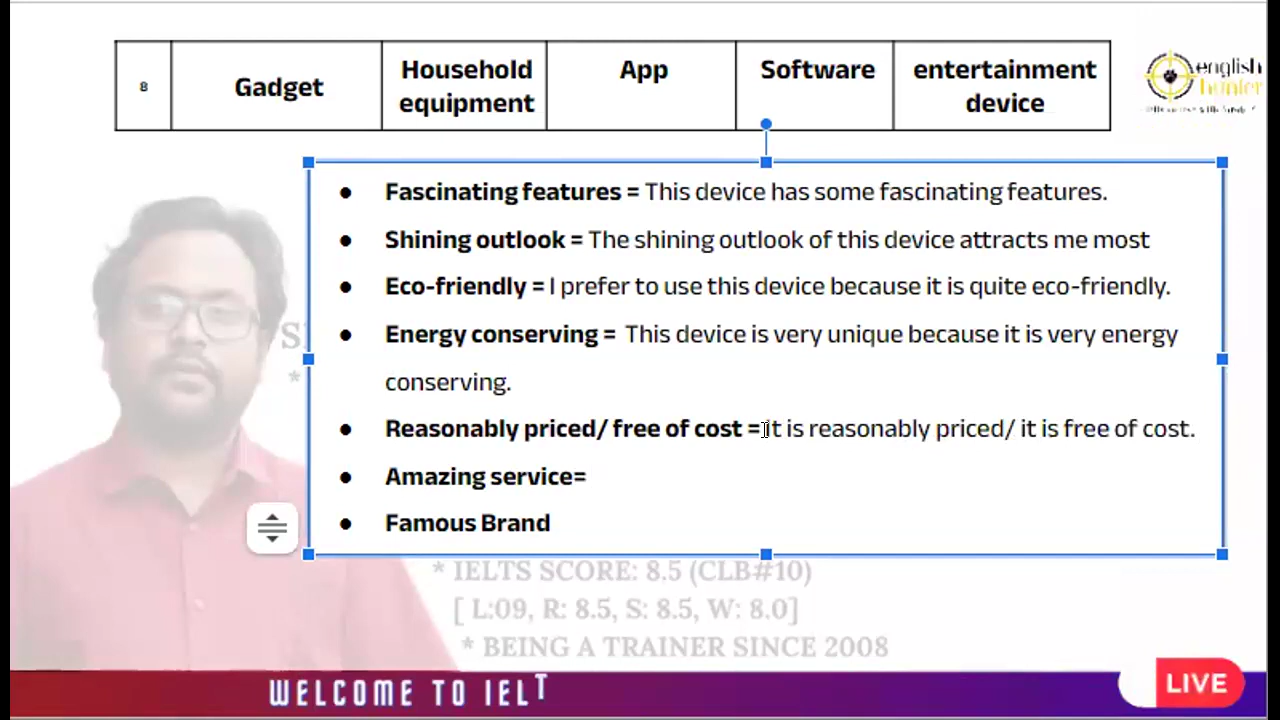 8 Gadget Household equipment App Software entertainment device
english hunter
Fascinating features = This device has some fascinating features.
Shining outlook = The shining outlook of this device attracts me most
Eco-friendly = I prefer to use this device because it is quite eco-friendly.
Energy conserving = This device is very unique because it is very energy
conserving.
Reasonably priced/ free of cost = it is reasonably priced/ it is free of cost.
Amazing service=
Famous Brand
* IELTS SCORE: 8.5 (CLB#10)
[ L:09, R: 8.5, S: 8.5, W: 8.0]
* BEING A TRAINER SINCE 2008
WELCOME TO IELT
LIVE